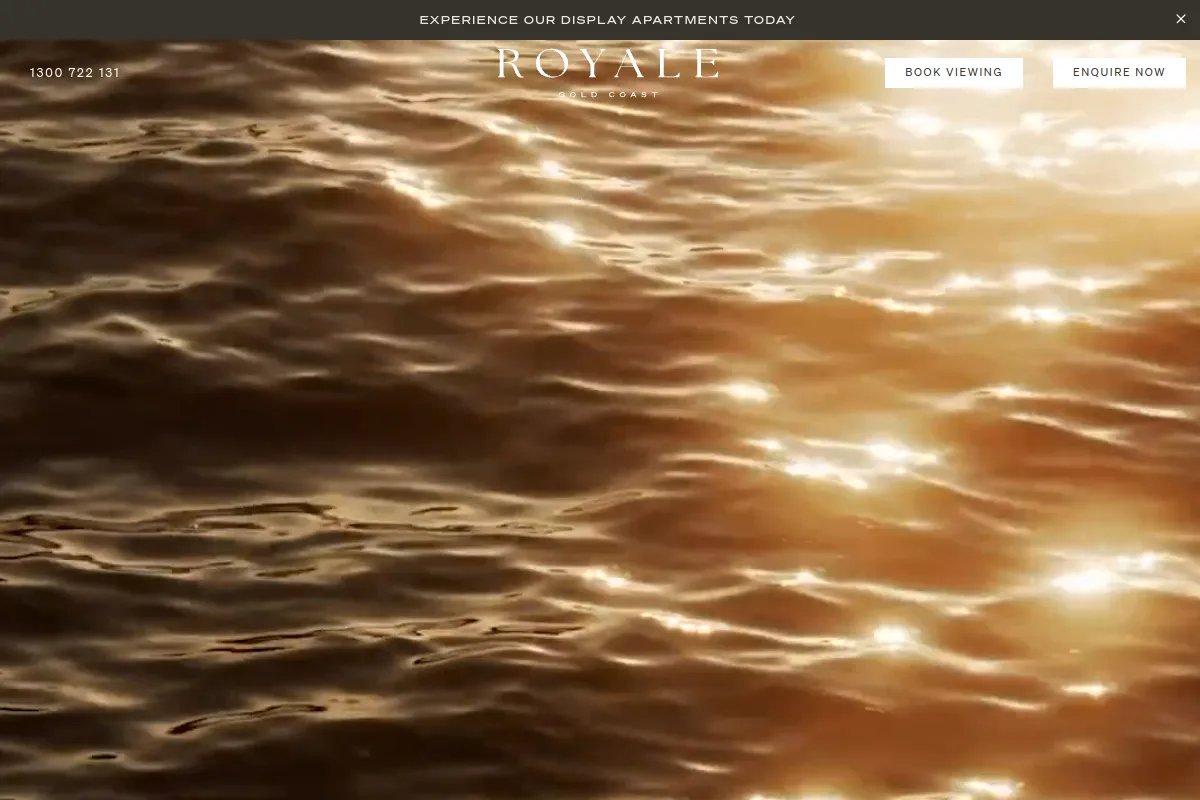 EXPERIENCE OUR DISPLAY APARTMENTS TODAY
1300 722 131
ROYALE
GOLD COAST
BOOK VIEWING
ENQUIRE NOW